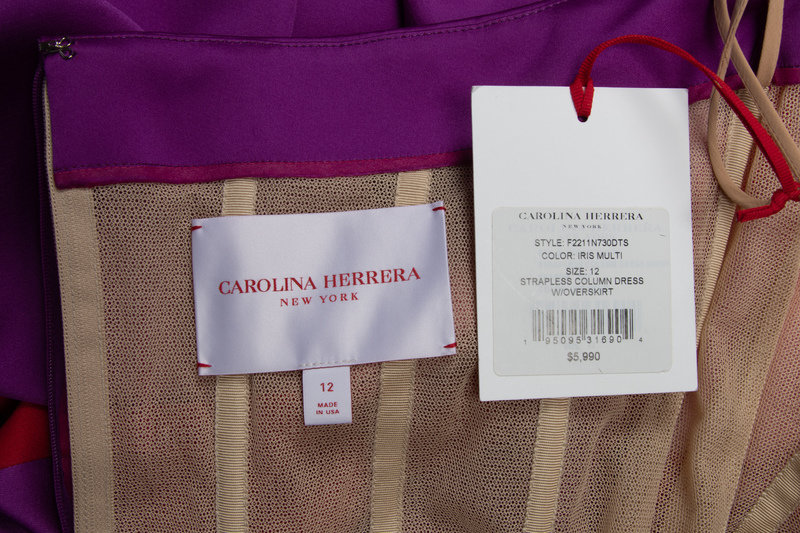 CAROLINA HERRERA
NEW YORK
12
MADE
IN USA
CAROLINA HERRERA
NEW YORK
STYLE: F2211N730DTS
COLOR: IRIS MULTI
SIZE: 12
STRAPLESS COLUMN DRESS
W/OVERSKIRT
1 95095 31690 4
$5,990